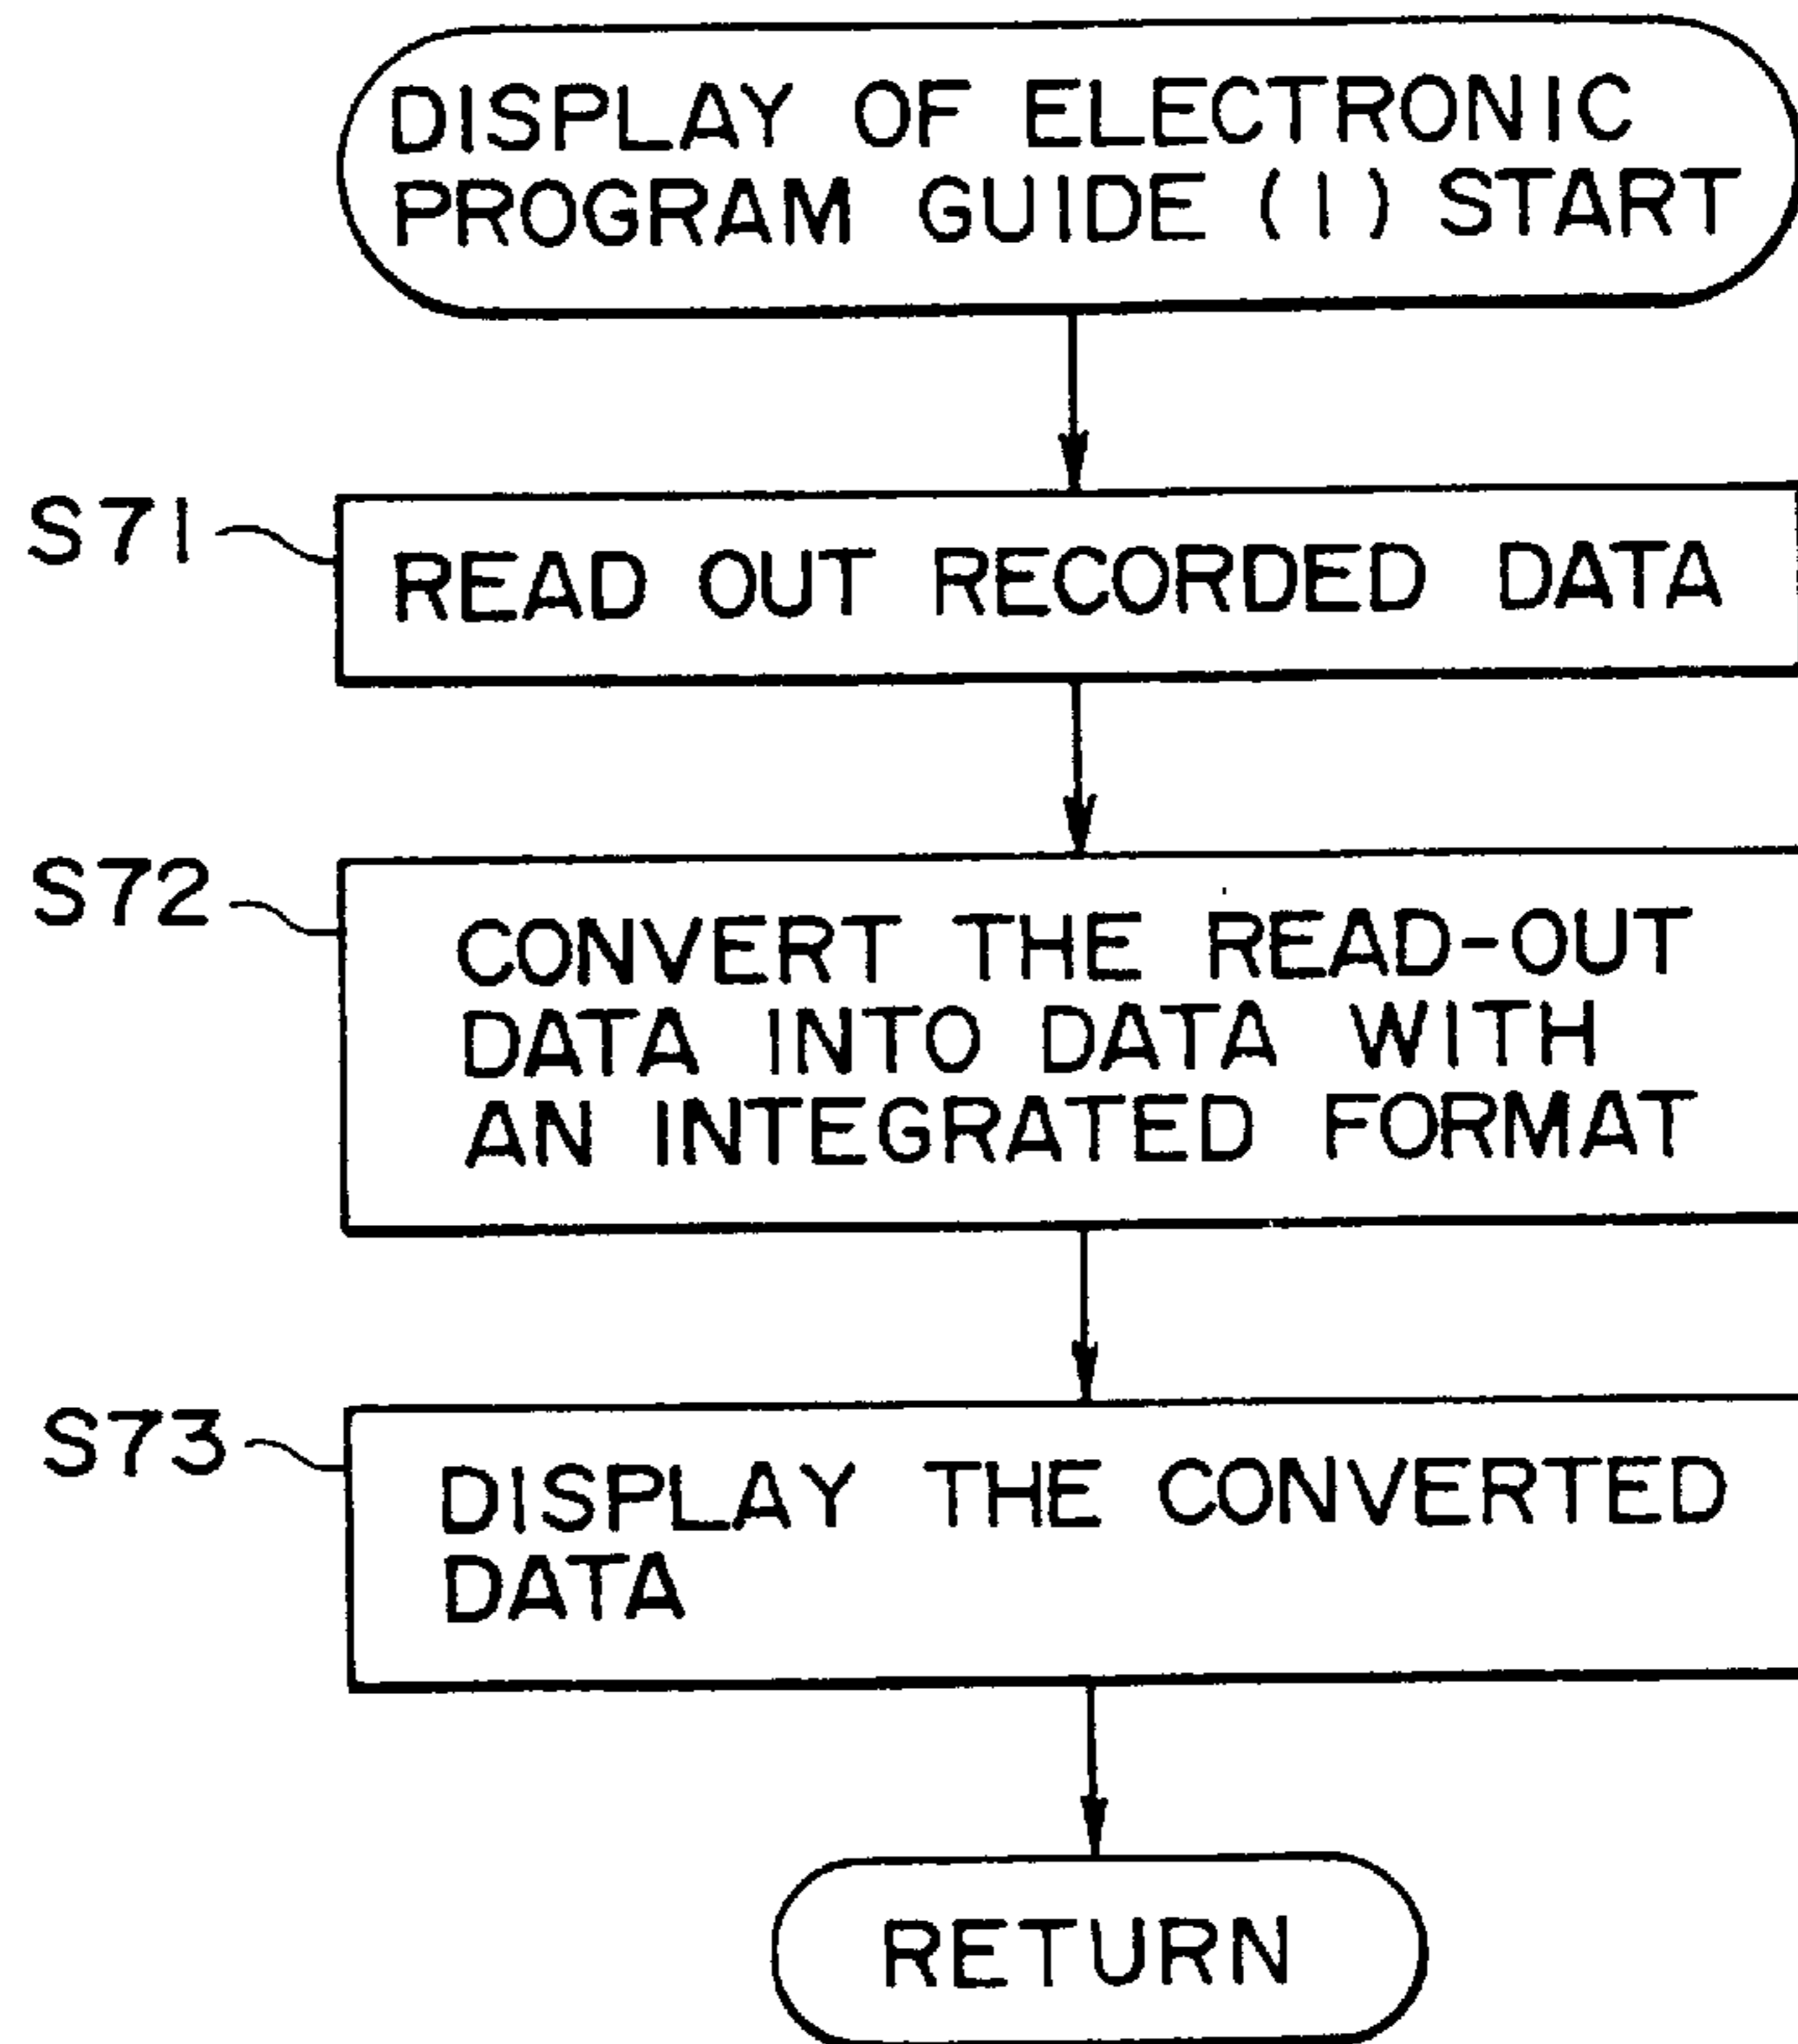 DISPLAY OF ELECTRONIC
PROGRAM GUIDE (1) START
S71
READ OUT RECORDED DATA
S72
CONVERT THE READ-OUT
DATA INTO DATA WITH
AN INTEGRATED FORMAT
S73
DISPLAY THE CONVERTED
DATA
RETURN